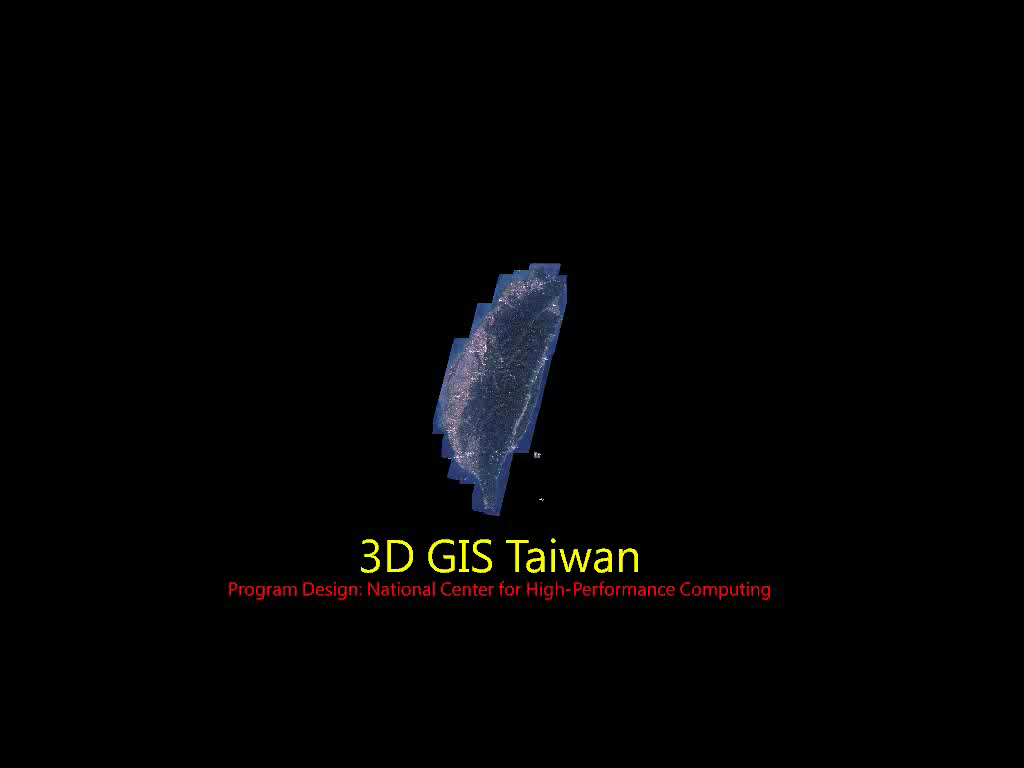 3D GIS Taiwan
Program Design: National Center for High-Performance Computing